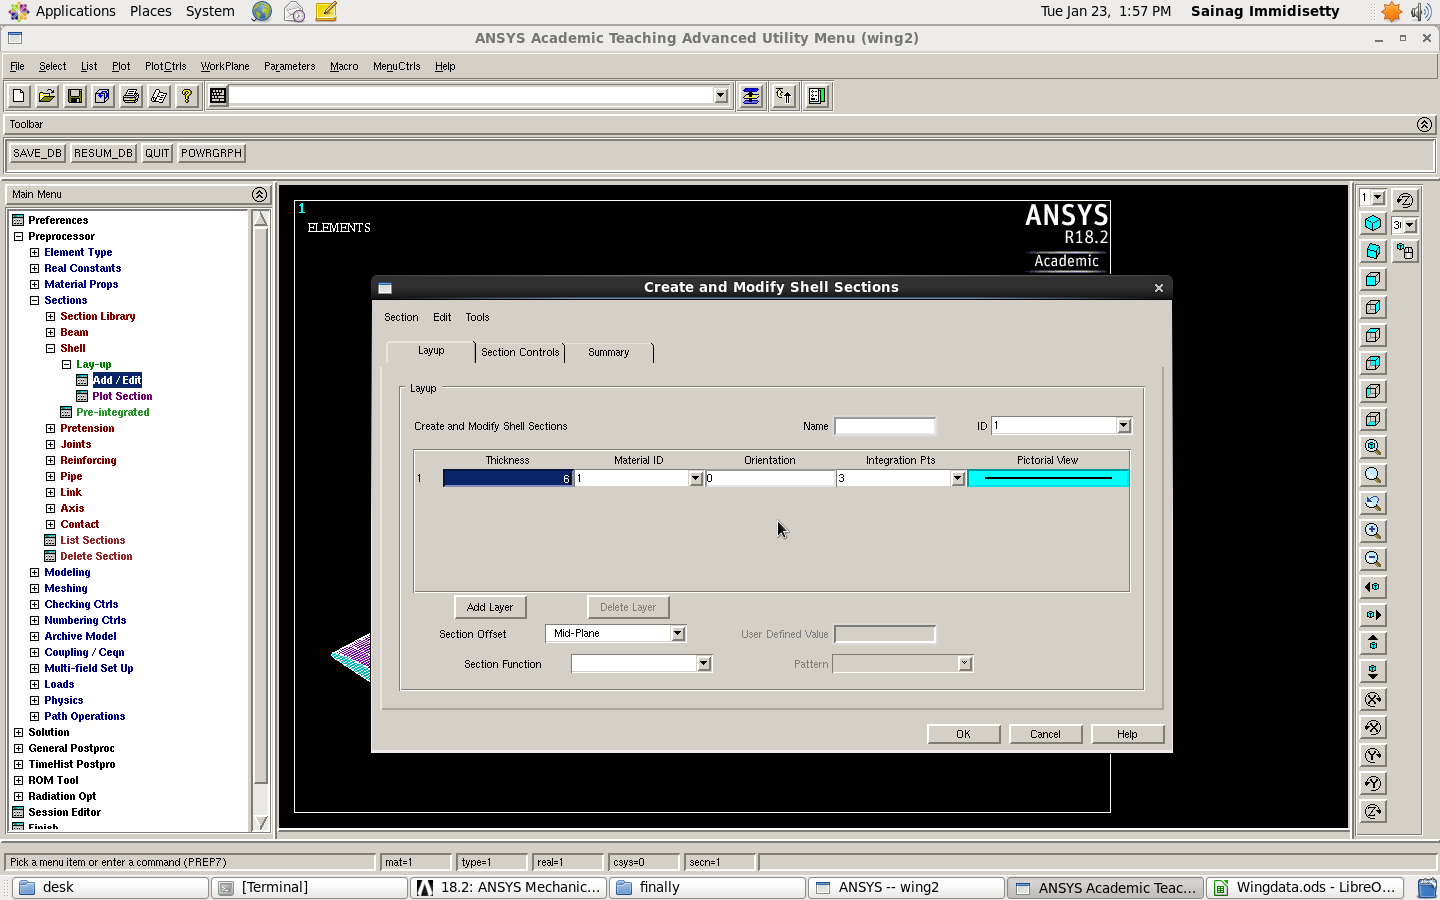 Applications Places System
Tue Jan 23, 1:57 PM Sainag Immidisetty
ANSYS Academic Teaching Advanced Utility Menu (wing2)
File Select List Plot PlotCtrls WorkPlane Parameters Macro MenuCtrls Help
Toolbar
SAVE_DB RESUM_DB QUIT POWRGRPH
Main Menu
Preferences
Preprocessor
Element Type
Real Constants
Material Props
Sections
Section Library
Beam
Shell
Lay-up
Add / Edit
Plot Section
Pre-integrated
Pretension
Joints
Reinforcing
Pipe
Link
Axis
Contact
List Sections
Delete Section
Modeling
Meshing
Checking Ctrls
Numbering Ctrls
Archive Model
Coupling / Ceqn
Multi-field Set Up
Loads
Physics
Path Operations
Solution
General Postproc
TimeHist Postpro
ROM Tool
Radiation Opt
Session Editor
Finish
1
ELEMENTS
ANSYS
R18.2
Academic
Create and Modify Shell Sections
Section Edit Tools
Layup Section Controls Summary
Layup
Create and Modify Shell Sections Name ID 1
Thickness Material ID Orientation Integration Pts Pictorial View
1 6 1 0 3
Add Layer Delete Layer
Section Offset Mid-Plane User Defined Value
Section Function Pattern
OK Cancel Help
1
Pick a menu item or enter a command (PREP7) mat=1 type=1 real=1 csys=0 secn=1
desk [Terminal] 18.2: ANSYS Mechanic... finally ANSYS -- wing2 ANSYS Academic Teac... Wingdata.ods - LibreO...